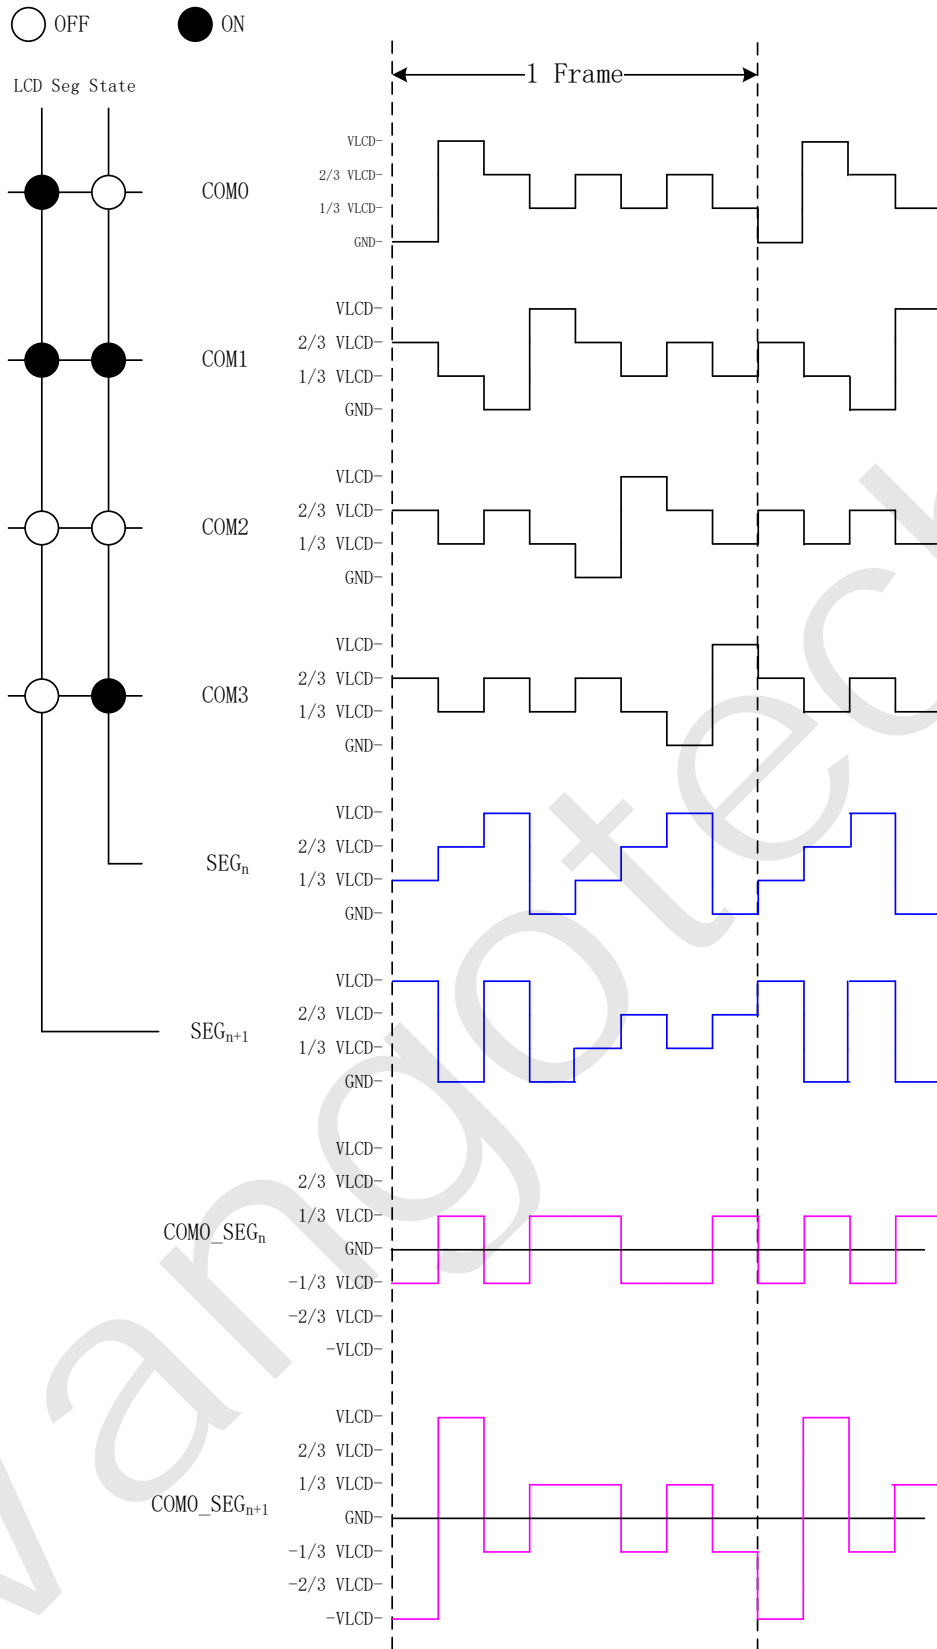 OFF ON
LCD Seg State
1 Frame
COM0
VLCD-
2/3 VLCD-
1/3 VLCD-
GND-
COM1
VLCD-
2/3 VLCD-
1/3 VLCD-
GND-
COM2
VLCD-
2/3 VLCD-
1/3 VLCD-
GND-
COM3
VLCD-
2/3 VLCD-
1/3 VLCD-
GND-
SEGn
VLCD-
2/3 VLCD-
1/3 VLCD-
GND-
SEGn+1
VLCD-
2/3 VLCD-
1/3 VLCD-
GND-
COM0_SEGn
VLCD-
2/3 VLCD-
1/3 VLCD-
GND-
-1/3 VLCD-
-2/3 VLCD-
-VLCD-
COM0_SEGn+1
VLCD-
2/3 VLCD-
1/3 VLCD-
GND-
-1/3 VLCD-
-2/3 VLCD-
-VLCD-
vangotech